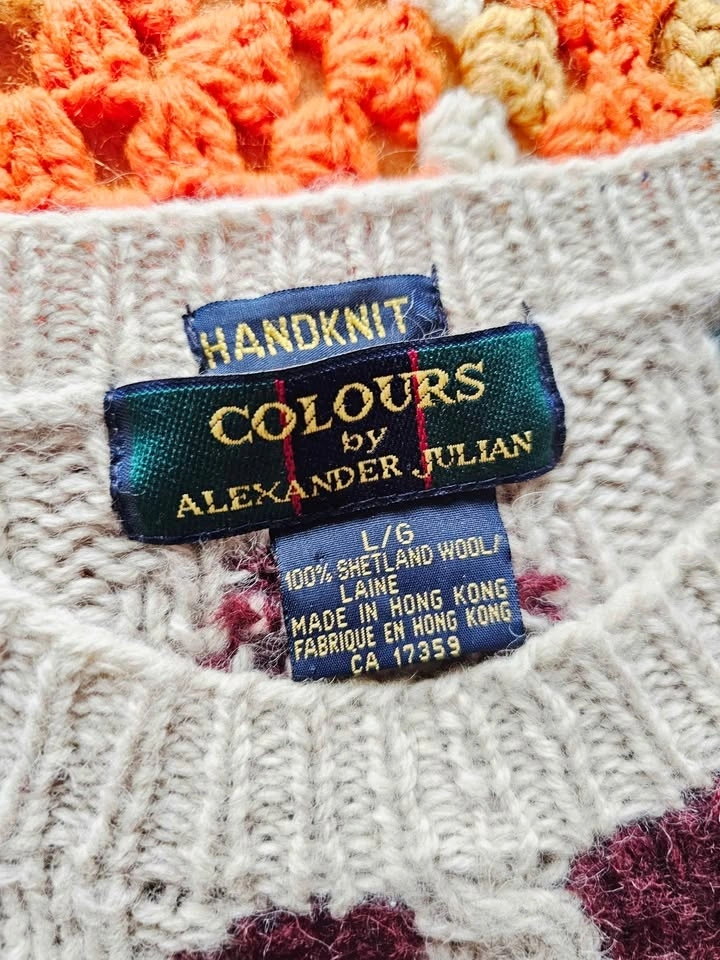 HANDKNIT
COLOURS
by
ALEXANDER JULIAN
L/G
100% SHETLAND WOOL/
LAINE
MADE IN HONG KONG
FABRIQUE EN HONG KONG
CA 17359